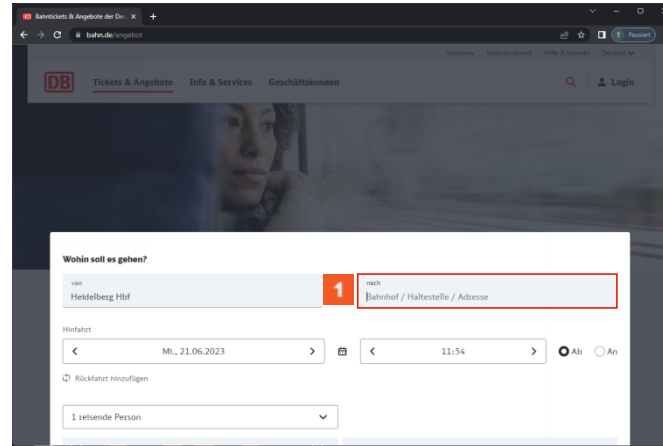 Bahntickets & Angebote der Deu
bahn.de/angebot
Pausiert
Startseite bahn.de/aktuell Hilfe & Kontakt Deutsch
DB Tickets & Angebote Info & Services Geschäftskunden Login
Wohin soll es gehen?
von
Heidelberg Hbf
1
nach
Bahnhof / Haltestelle / Adresse
Hinfahrt
Mi., 21.06.2023
11:54
Ab An
Rückfahrt hinzufügen
1 reisende Person